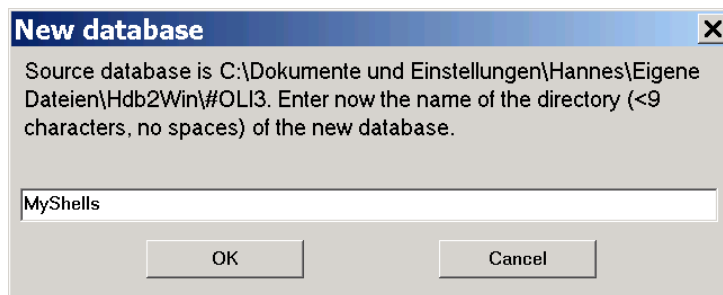 New database
Source database is C:\Dokumente und Einstellungen\Hannes\Eigene
Dateien\Hdb2Win\#OLI3. Enter now the name of the directory (<9
characters, no spaces) of the new database.
MyShells
OK Cancel